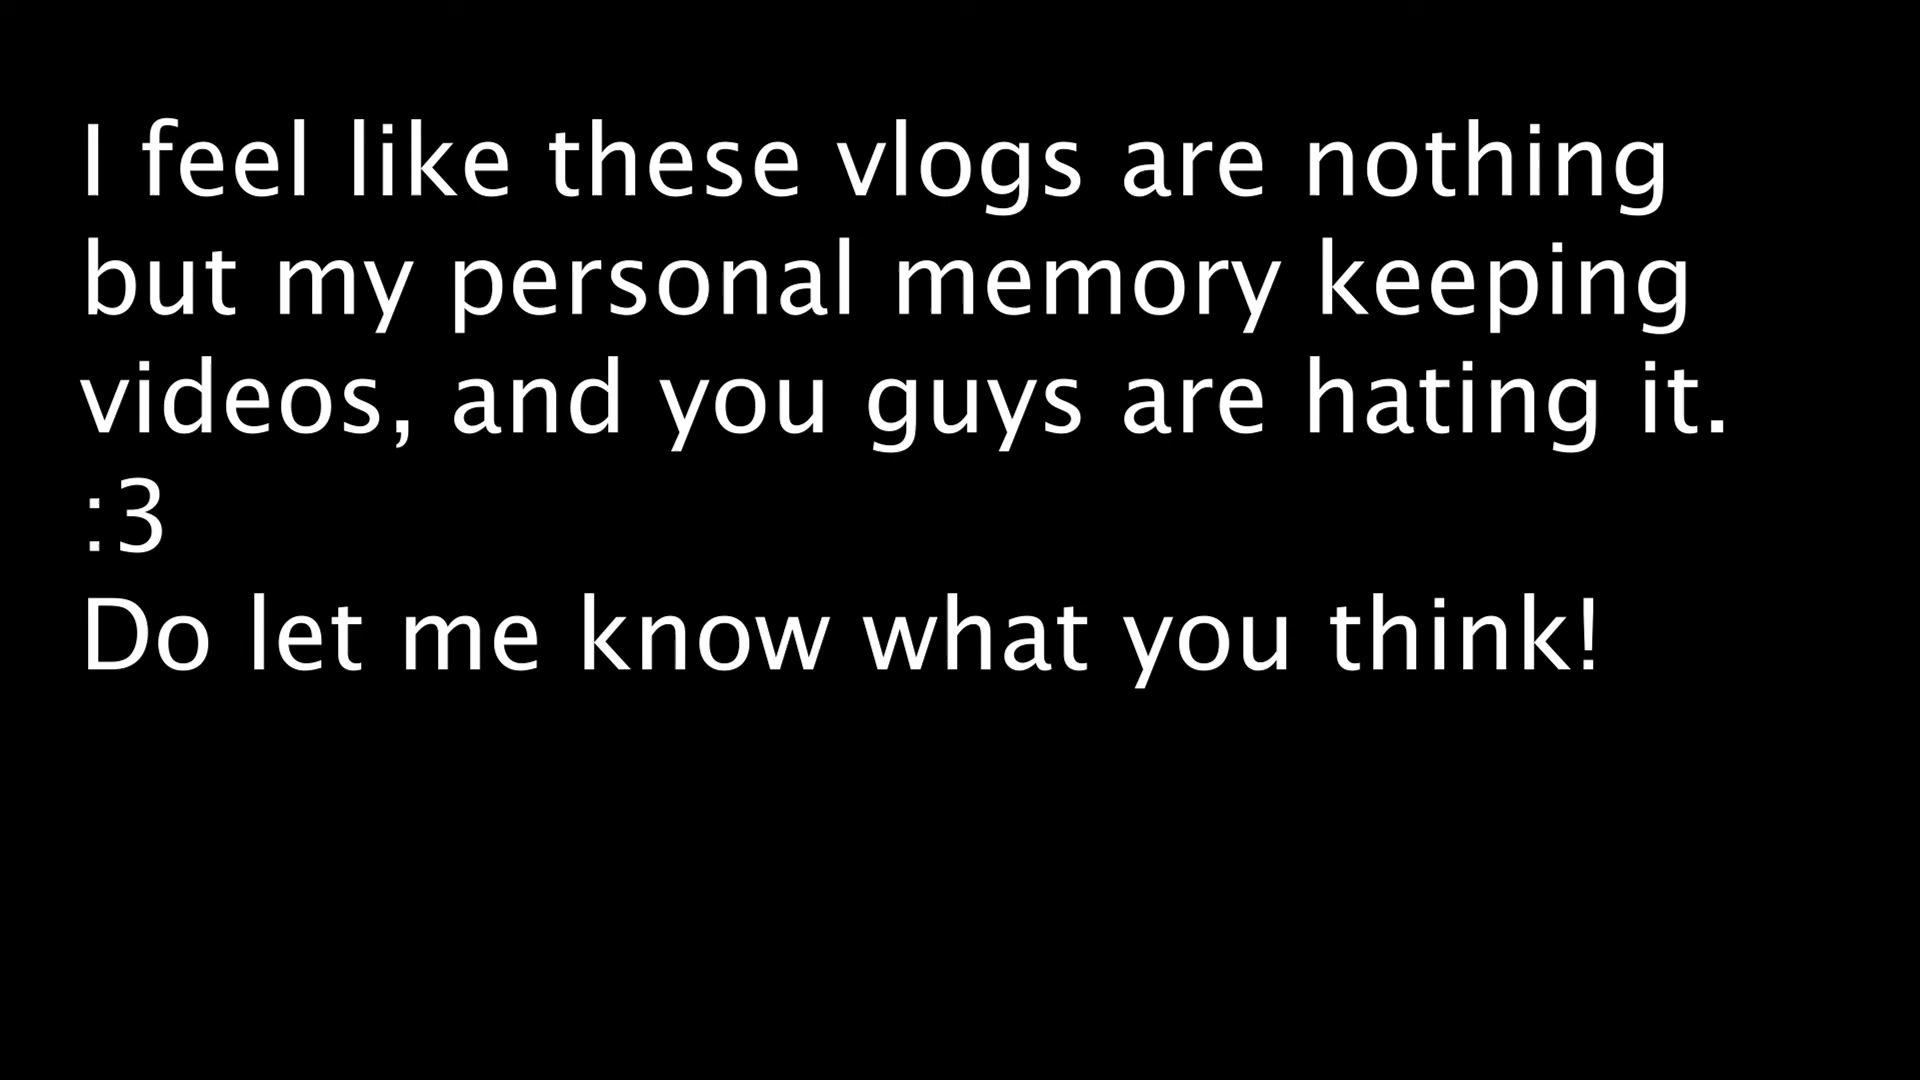 I feel like these vlogs are nothing
but my personal memory keeping
videos, and you guys are hating it.
:3
Do let me know what you think!